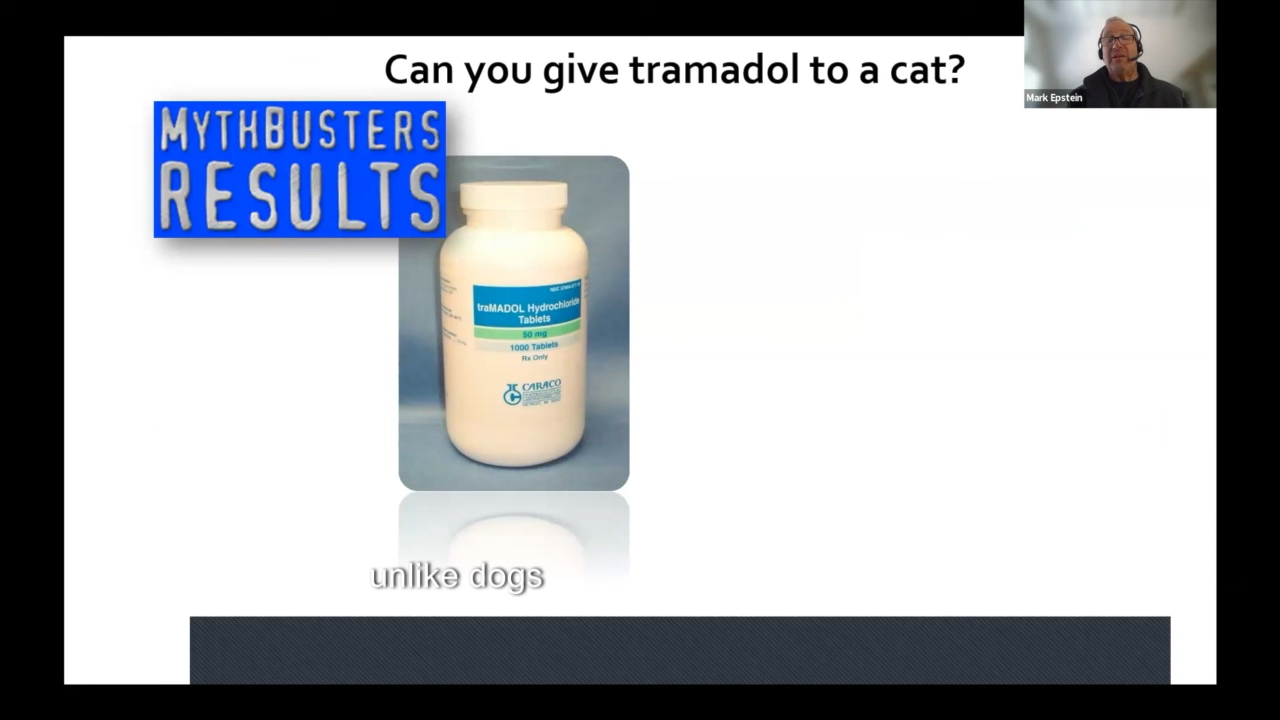 Can you give tramadol to a cat?
Mark Epstein
MYTHBUSTERS
RESULTS
traMADOL Hydrochloride
Tablets
50 mg
1000 Tablets
Rx Only
CARACO
unlike dogs